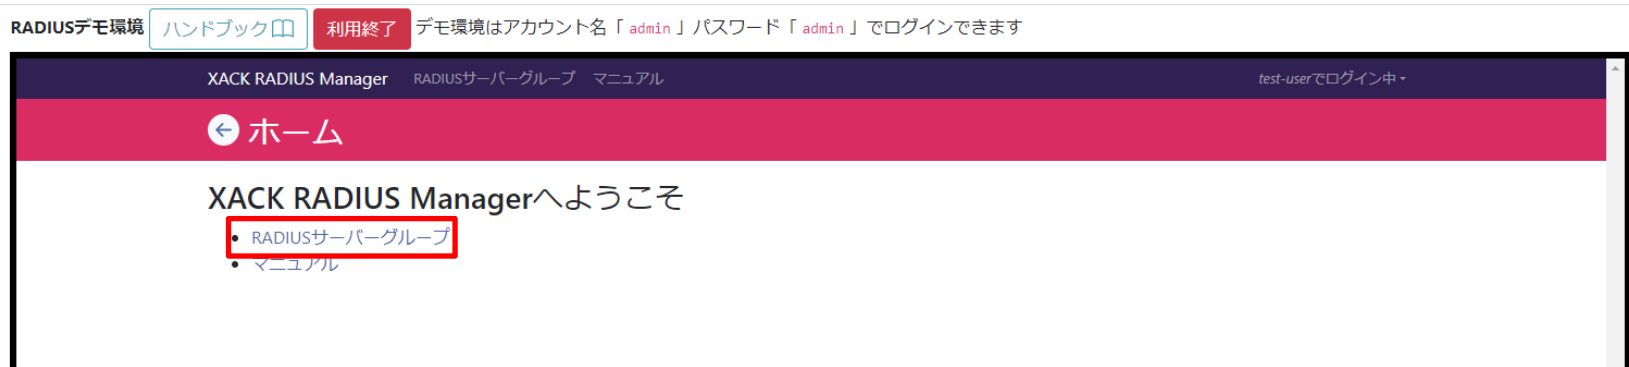 RADIUSデモ環境 ハンドブック 利用終了 デモ環境はアカウント名「admin」パスワード「admin」でログインできます
XACK RADIUS Manager RADIUSサーバーグループ マニュアル test-userでログイン中
ホーム
XACK RADIUS Managerへようこそ
RADIUSサーバーグループ
マニュアル